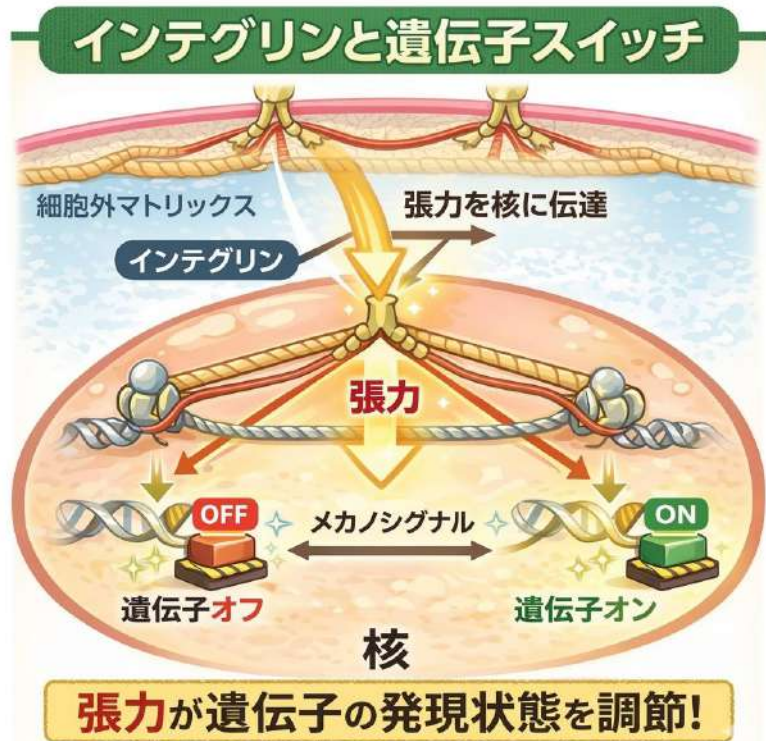 インテグリンと遺伝子スイッチ
細胞外マトリックス
張力を核に伝達
インテグリン
張力
OFF
メカノシグナル
ON
遺伝子オフ
遺伝子オン
核
張力が遺伝子の発現状態を調節!